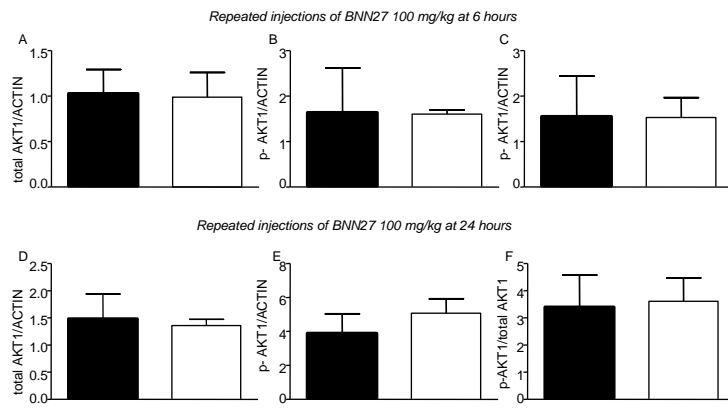 Repeated injections of BNN27 100 mg/kg at 6 hours
A
total AKT1/ACTIN
1.5
1.0
0.5
0.0
B
p- AKT1/ACTIN
3
2
1
0
C
p- AKT1/ACTIN
3
2
1
0
Repeated injections of BNN27 100 mg/kg at 24 hours
D
total AKT1/ACTIN
2.5
2.0
1.5
1.0
0.5
0.0
E
p- AKT1/ACTIN
8
6
4
2
0
F
p-AKT1/total AKT1
5
4
3
2
1
0